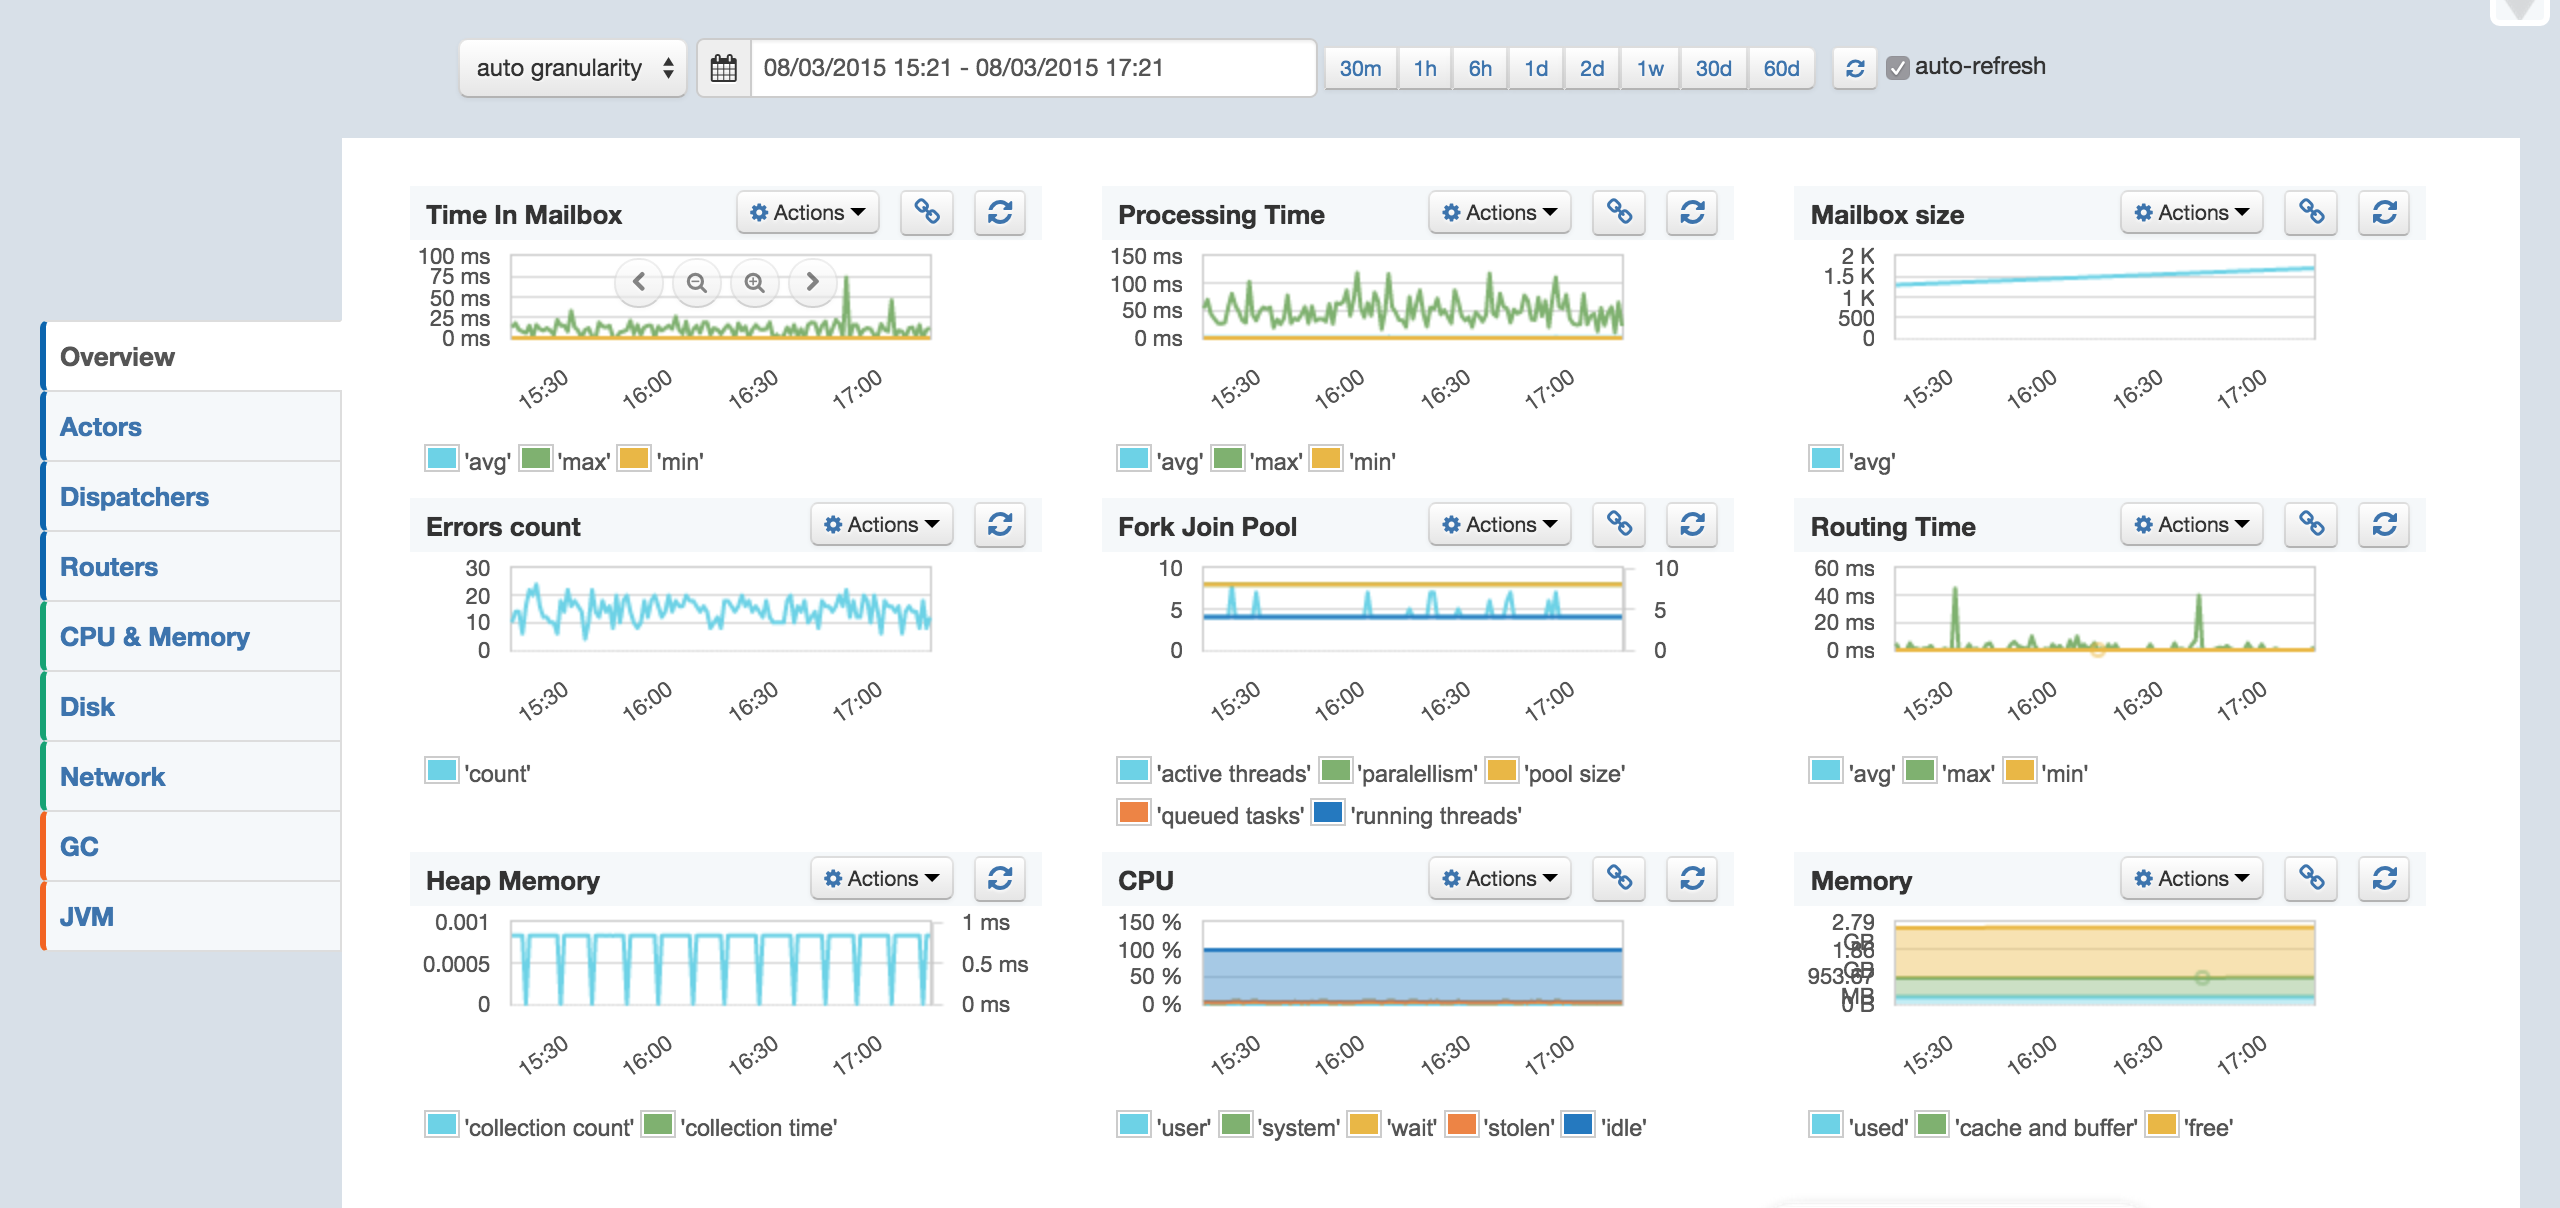 auto granularity 08/03/2015 15:21 - 08/03/2015 17:21 30m 1h 6h 1d 2d 1w 30d 60d auto-refresh
Overview
Actors
Dispatchers
Routers
CPU & Memory
Disk
Network
GC
JVM
Time In Mailbox Actions
100 ms
75 ms
50 ms
25 ms
0 ms
15:30 16:00 16:30 17:00
'avg' 'max' 'min'
Processing Time Actions
150 ms
100 ms
50 ms
0 ms
15:30 16:00 16:30 17:00
'avg' 'max' 'min'
Mailbox size Actions
2 K
1.5 K
1 K
500
0
15:30 16:00 16:30 17:00
'avg'
Errors count Actions
30
20
10
0
15:30 16:00 16:30 17:00
'count'
Fork Join Pool Actions
10 10
5 5
0 0
15:30 16:00 16:30 17:00
'active threads' 'paralellism' 'pool size'
'queued tasks' 'running threads'
Routing Time Actions
60 ms
40 ms
20 ms
0 ms
15:30 16:00 16:30 17:00
'avg' 'max' 'min'
Heap Memory Actions
0.001 1 ms
0.0005 0.5 ms
0 0 ms
15:30 16:00 16:30 17:00
'collection count' 'collection time'
CPU Actions
150 %
100 %
50 %
0 %
15:30 16:00 16:30 17:00
'user' 'system' 'wait' 'stolen' 'idle'
Memory Actions
2.79
GB
1.86
GB
953.67
MB
0 B
15:30 16:00 16:30 17:00
'used' 'cache and buffer' 'free'